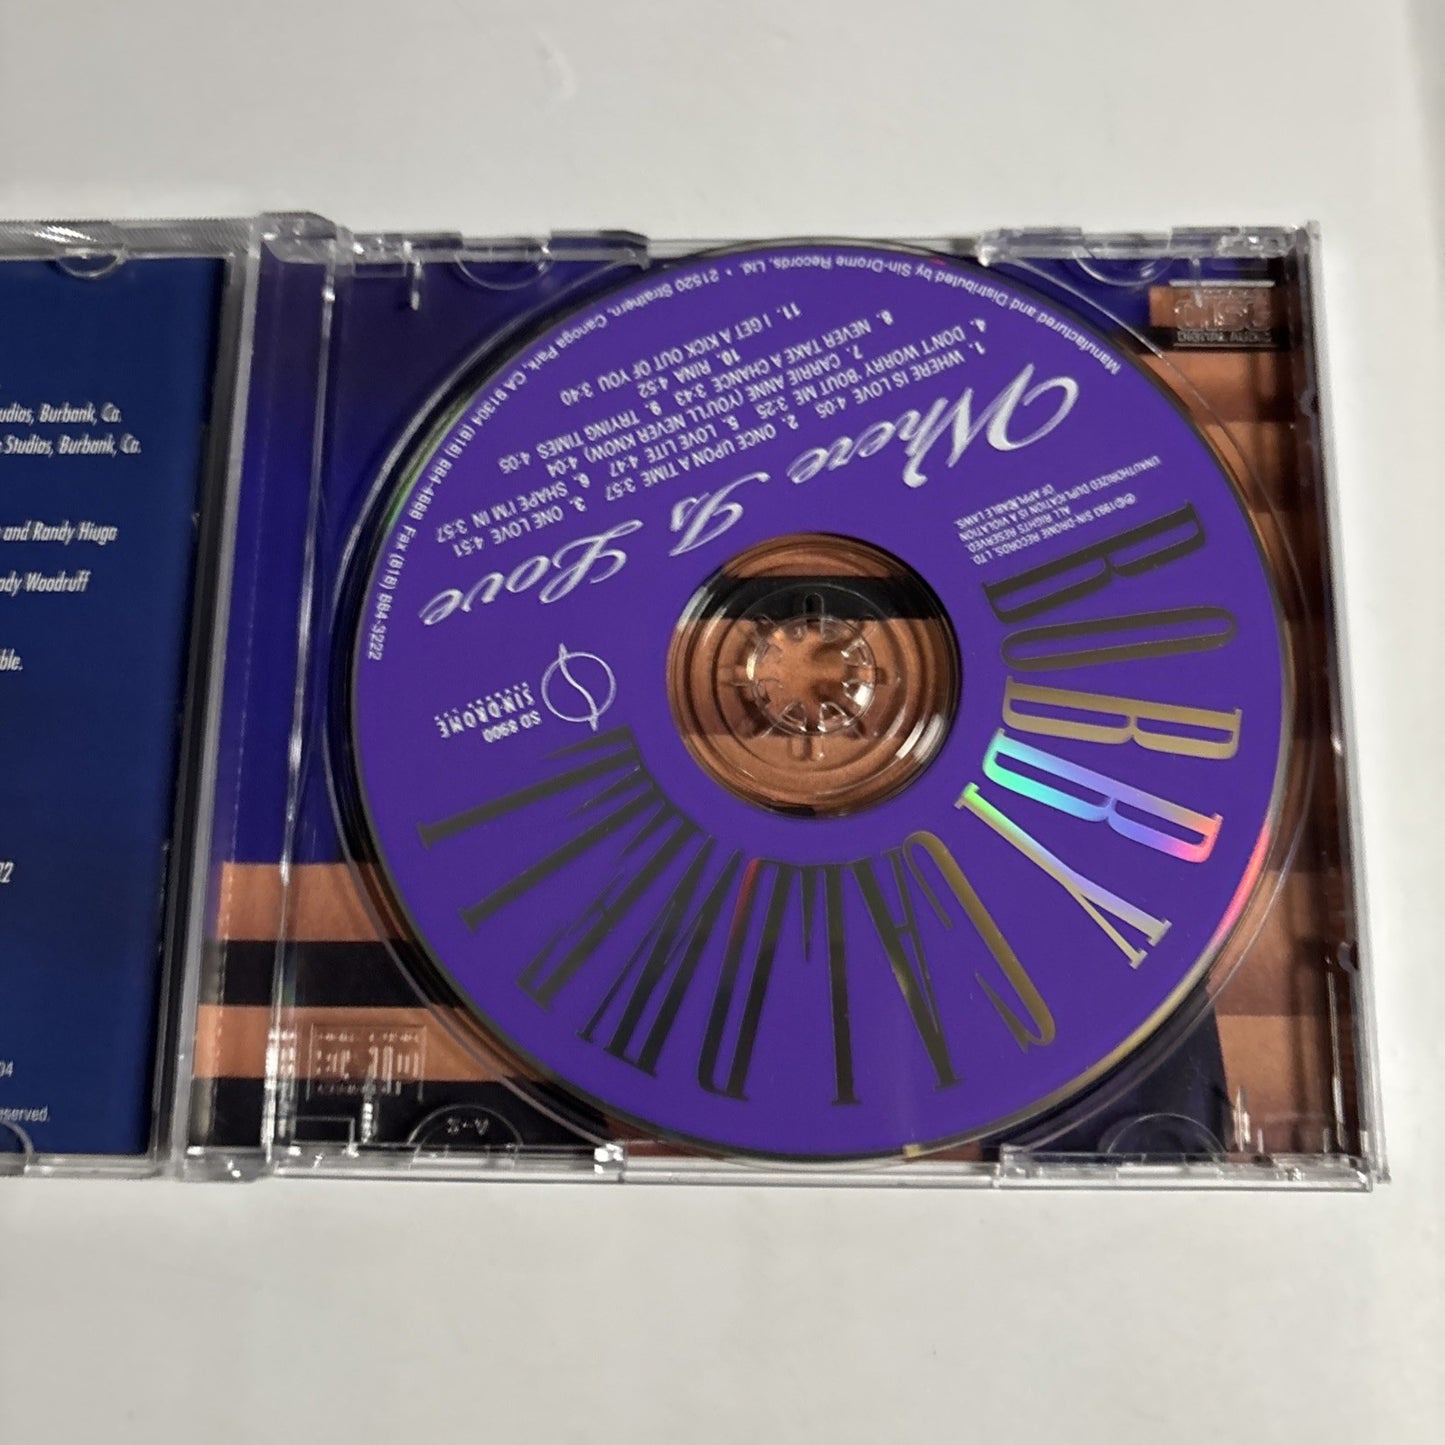 BOBBY CALDWELL
Where Is Love
1. WHERE IS LOVE 4:05 2. ONCE UPON A TIME 3:57 3. ONE LOVE 4:51
4. DON'T WORRY 'BOUT ME 3:25 5. LOVE LITE 4:47 6. SHAPE I'M IN 3:57
7. CARRIE ANNE (YOU'LL NEVER KNOW) 4:04
8. NEVER TAKE A CHANCE 3:43 9. TRYING TIMES 4:05
10. RINA 4:52
11. I GET A KICK OUT OF YOU 3:40
Manufactured and Distributed by Sin-Drome Records, Ltd. • 21520 Strathern, Canoga Park, CA 91304 (818) 884-4888 Fax (818) 884-3222
℗©1993 SIN-DROME RECORDS, LTD
ALL RIGHTS RESERVED.
UNAUTHORIZED DUPLICATION IS A VIOLATION
OF APPLICABLE LAWS
SIN-DROME
SD 8900
DIGITAL AUDIO
A-2
Studios, Burbank, Ca.
and Randy Hiuga
Woodruff